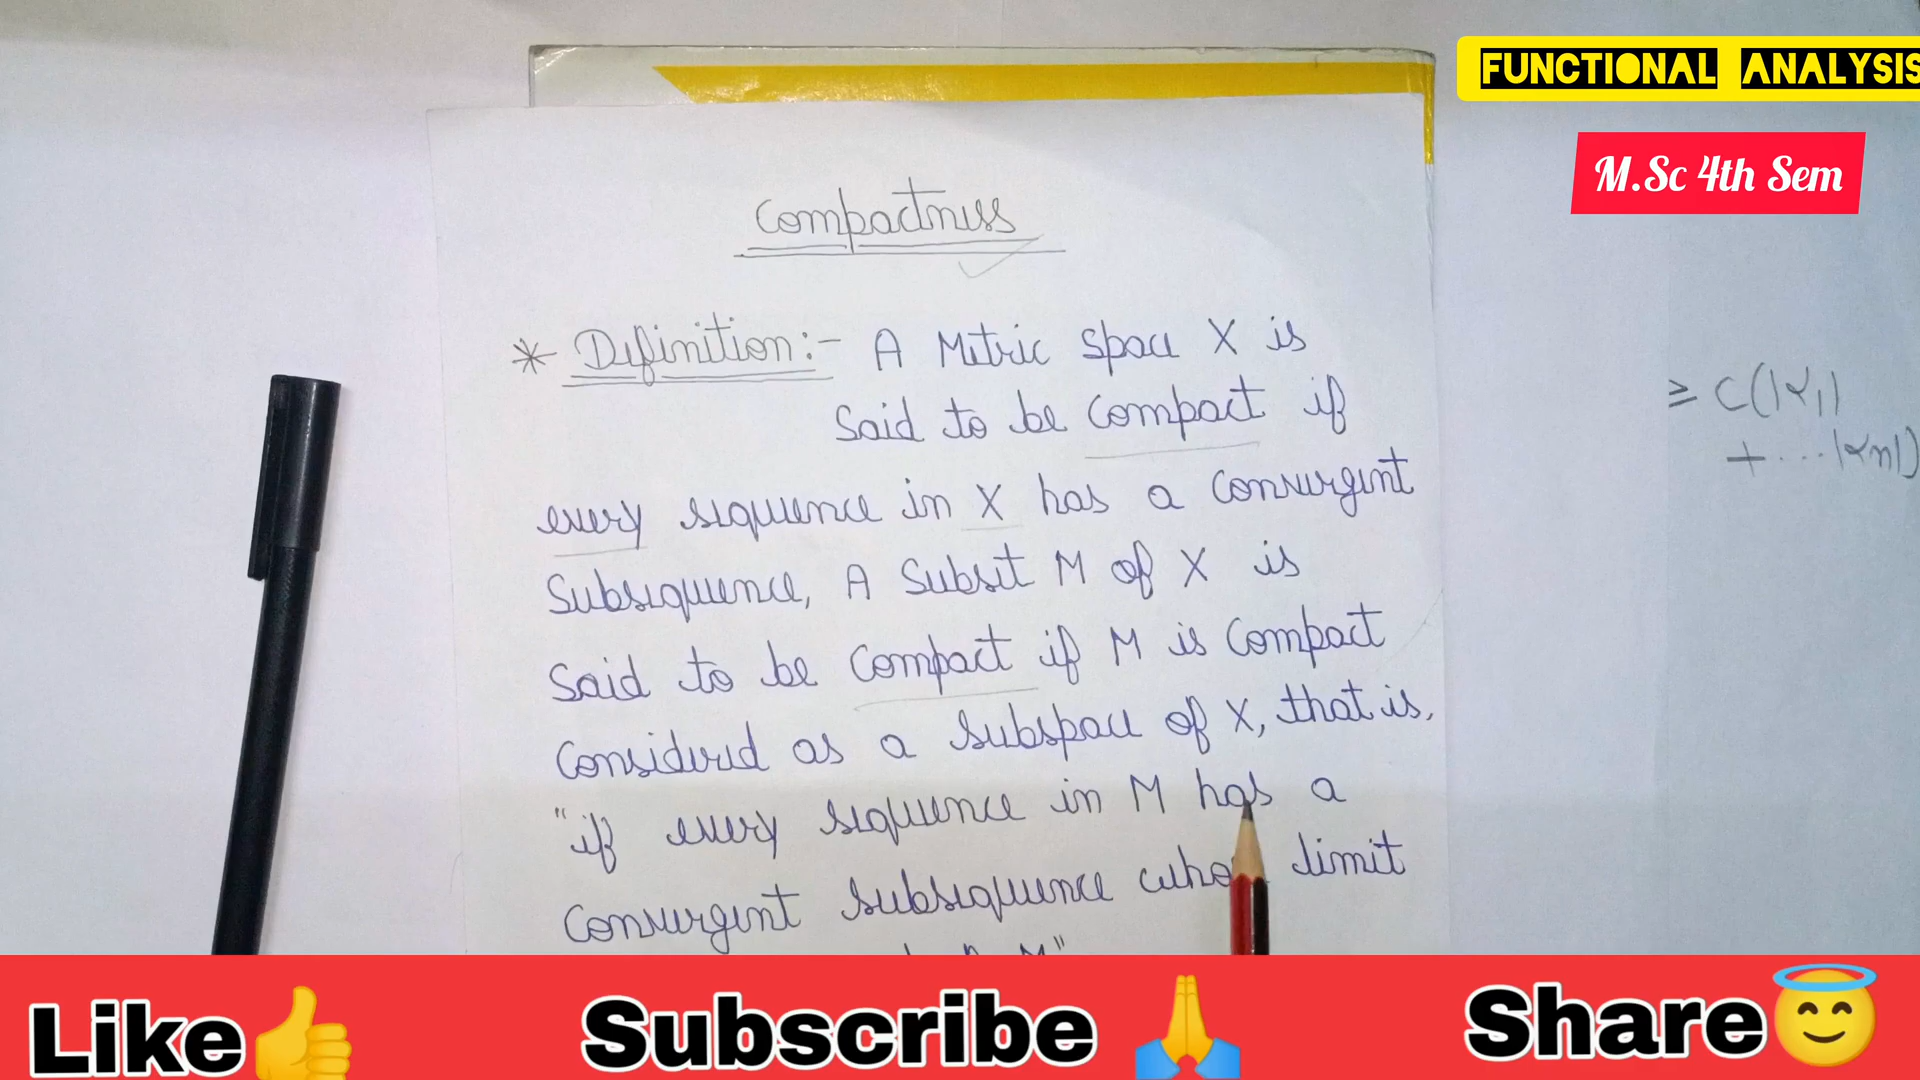 FUNCTIONAL ANALYSIS
M.Sc 4th Sem
Compactness
* Definition:- A Metric space X is
Said to be Compact if
every sequence in X has a Convergent
Subsequence, A Subset M of X is
Said to be Compact if M is Compact
Considered as a Subspace of X, that is,
"if every sequence in M has a
Convergent subsequence limit
M"
≥ C(|α1|
+...|αn|)
Like👍 Subscribe 🙏 Share😇